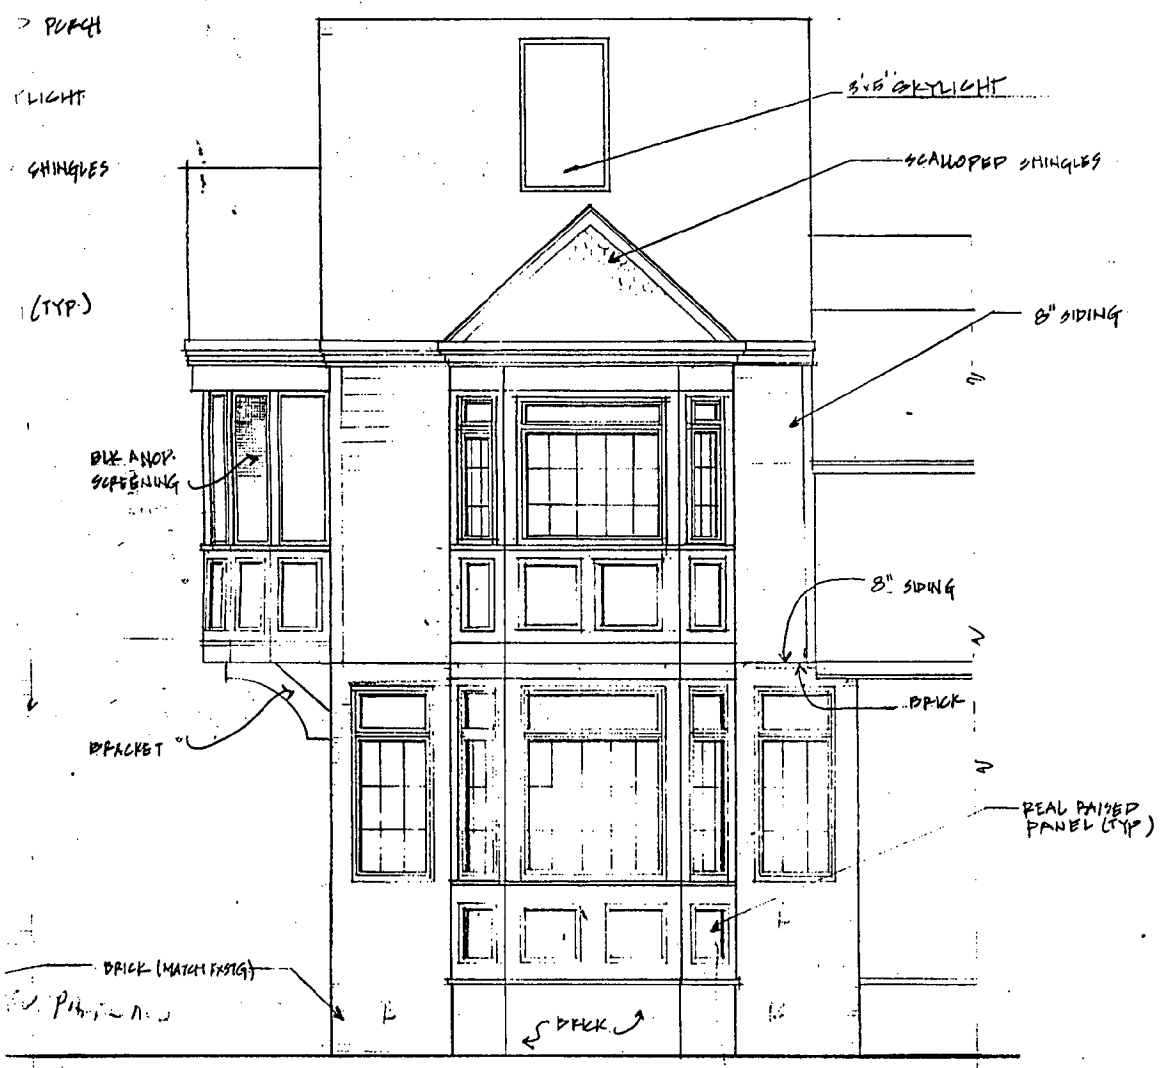 PORCH
LIGHT
SHINGLES
(TYP.)
3'x5' SKYLIGHT
SCALLOPED SHINGLES
8" SIDING
BLK ANOD.
SCREENING
8" SIDING
BRICK
BRACKET
REAL RAISED
PANEL (TYP)
BRICK (MATCH EXSTG)
BRICK